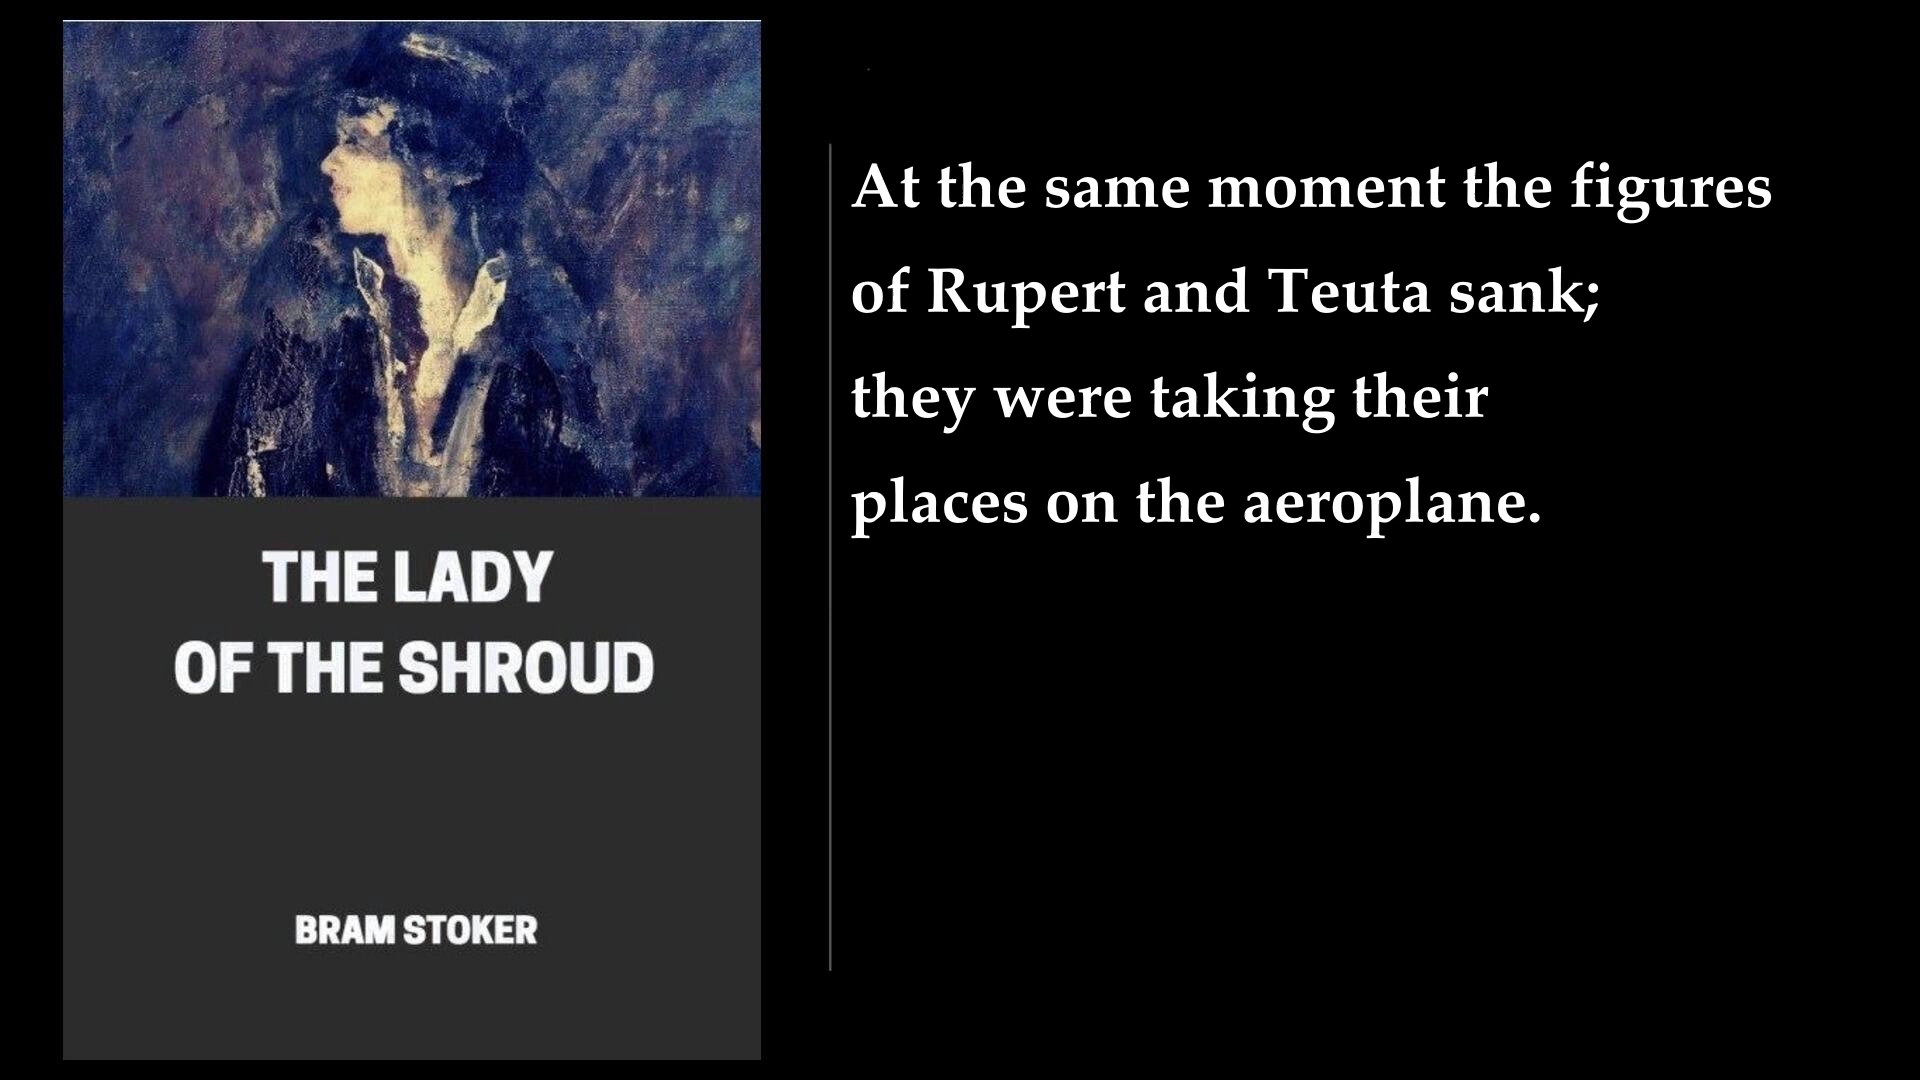 THE LADY
OF THE SHROUD
BRAM STOKER
At the same moment the figures
of Rupert and Teuta sank;
they were taking their
places on the aeroplane.